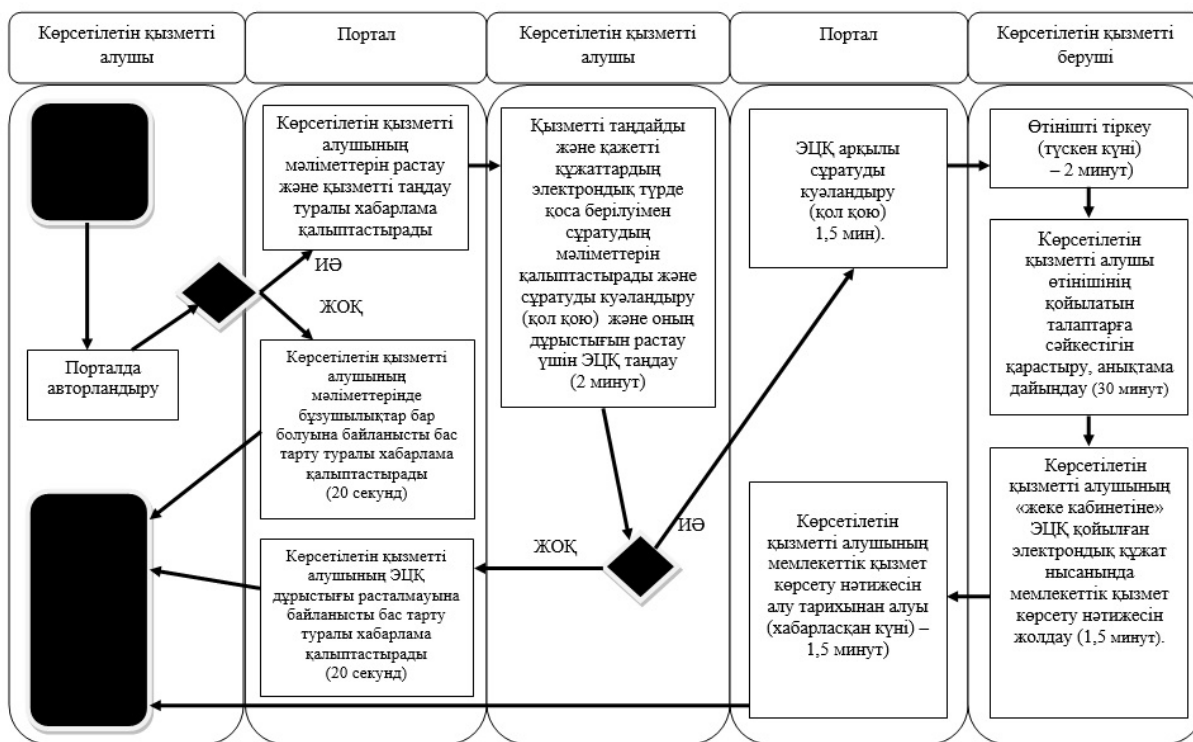 Көрсетілетін қызметті
алушы
Портал
Көрсетілетін қызметті
алушы
Портал
Көрсетілетін қызметті
беруші
Порталда
авторландыру
Көрсетілетін қызметті
алушының
мәліметтерін растау
және қызметті таңдау
туралы хабарлама
қалыптастырады
ИӘ
ЖОҚ
Көрсетілетін қызметті
алушының
мәліметтерінде
бұзушылықтар бар
болуына байланысты бас
тарту туралы хабарлама
қалыптастырады
(20 секунд)
Көрсетілетін қызметті
алушының ЭЦҚ
дұрыстығы расталмауына
байланысты бас тарту
туралы хабарлама
қалыптастырады
(20 секунд)
Қызметті таңдайды
және қажетті
құжаттардың
электрондық түрде
қоса берілуімен
сұратудың
мәліметтерін
қалыптастырады және
сұратуды куәландыру
(қол қою)  және оның
дұрыстығын растау
үшін ЭЦҚ таңдау
(2 минут)
ЖОҚ
ИӘ
ЭЦҚ арқылы
сұратуды
куәландыру
(қол қою)
1,5 мин).
Көрсетілетін
қызметті алушының
мемлекеттік қызмет
көрсету нәтижесін
алу тарихынан алуы
(хабарласқан күні) –
1,5 минут)
Өтінішті тіркеу
(түскен күні)
– 2 минут)
Көрсетілетін
қызметті алушы
өтінішінің
қойылатын
талаптарға
сәйкестігін
қарастыру, анықтама
дайындау (30 минут)
Көрсетілетін
қызметті алушының
«жеке кабинетіне»
ЭЦҚ қойылған
электрондық құжат
нысанында
мемлекеттік қызмет
көрсету нәтижесін
жолдау (1,5 минут).